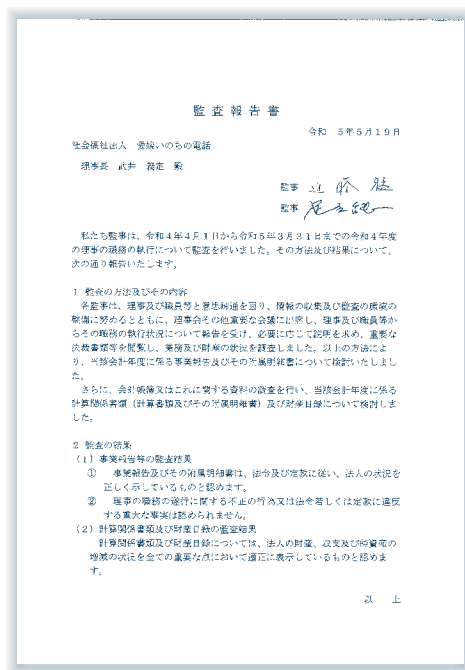 監査報告書
令和 5年5月19日
社会福祉法人 愛媛いのちの電話
理事長 武井 義定 殿
監事
監事
私たち監事は、令和4年4月1日から令和5年3月31日までの令和4年度
の理事の職務の執行について監査を行いました。その方法及び結果について、
次の通り報告いたします。
1 監査の方法及びその内容
各監事は、理事及び職員等と意思疎通を図り、情報の収集及び監査の環境の
整備に努めるとともに、理事会その他重要な会議に出席し、理事及び職員等か
らその職務の執行状況について報告を受け、必要に応じて説明を求め、重要な
決裁書類等を閲覧し、業務及び財産の状況を調査しました。以上の方法によ
り、当該会計年度に係る事業報告及びその附属明細書について検討いたしまし
た。
さらに、会計帳簿又はこれに関する資料の調査を行い、当該会計年度に係る
計算関係書類（計算書類及びその附属明細書）及び財産目録について検討しま
した。
2 監査の結果
（1）事業報告等の監査結果
① 事業報告及びその附属明細書は、法令及び定款に従い、法人の状況を
正しく示しているものと認めます。
② 理事の職務の遂行に関する不正の行為又は法令若しくは定款に違反
する重大な事実は認められません。
（2）計算関係書類及び財産目録の監査結果
計算関係書類及び財産目録については、法人の財産、収支及び純資産の
増減の状況を全ての重要な点において適正に表示しているものと認めま
す。
以 上